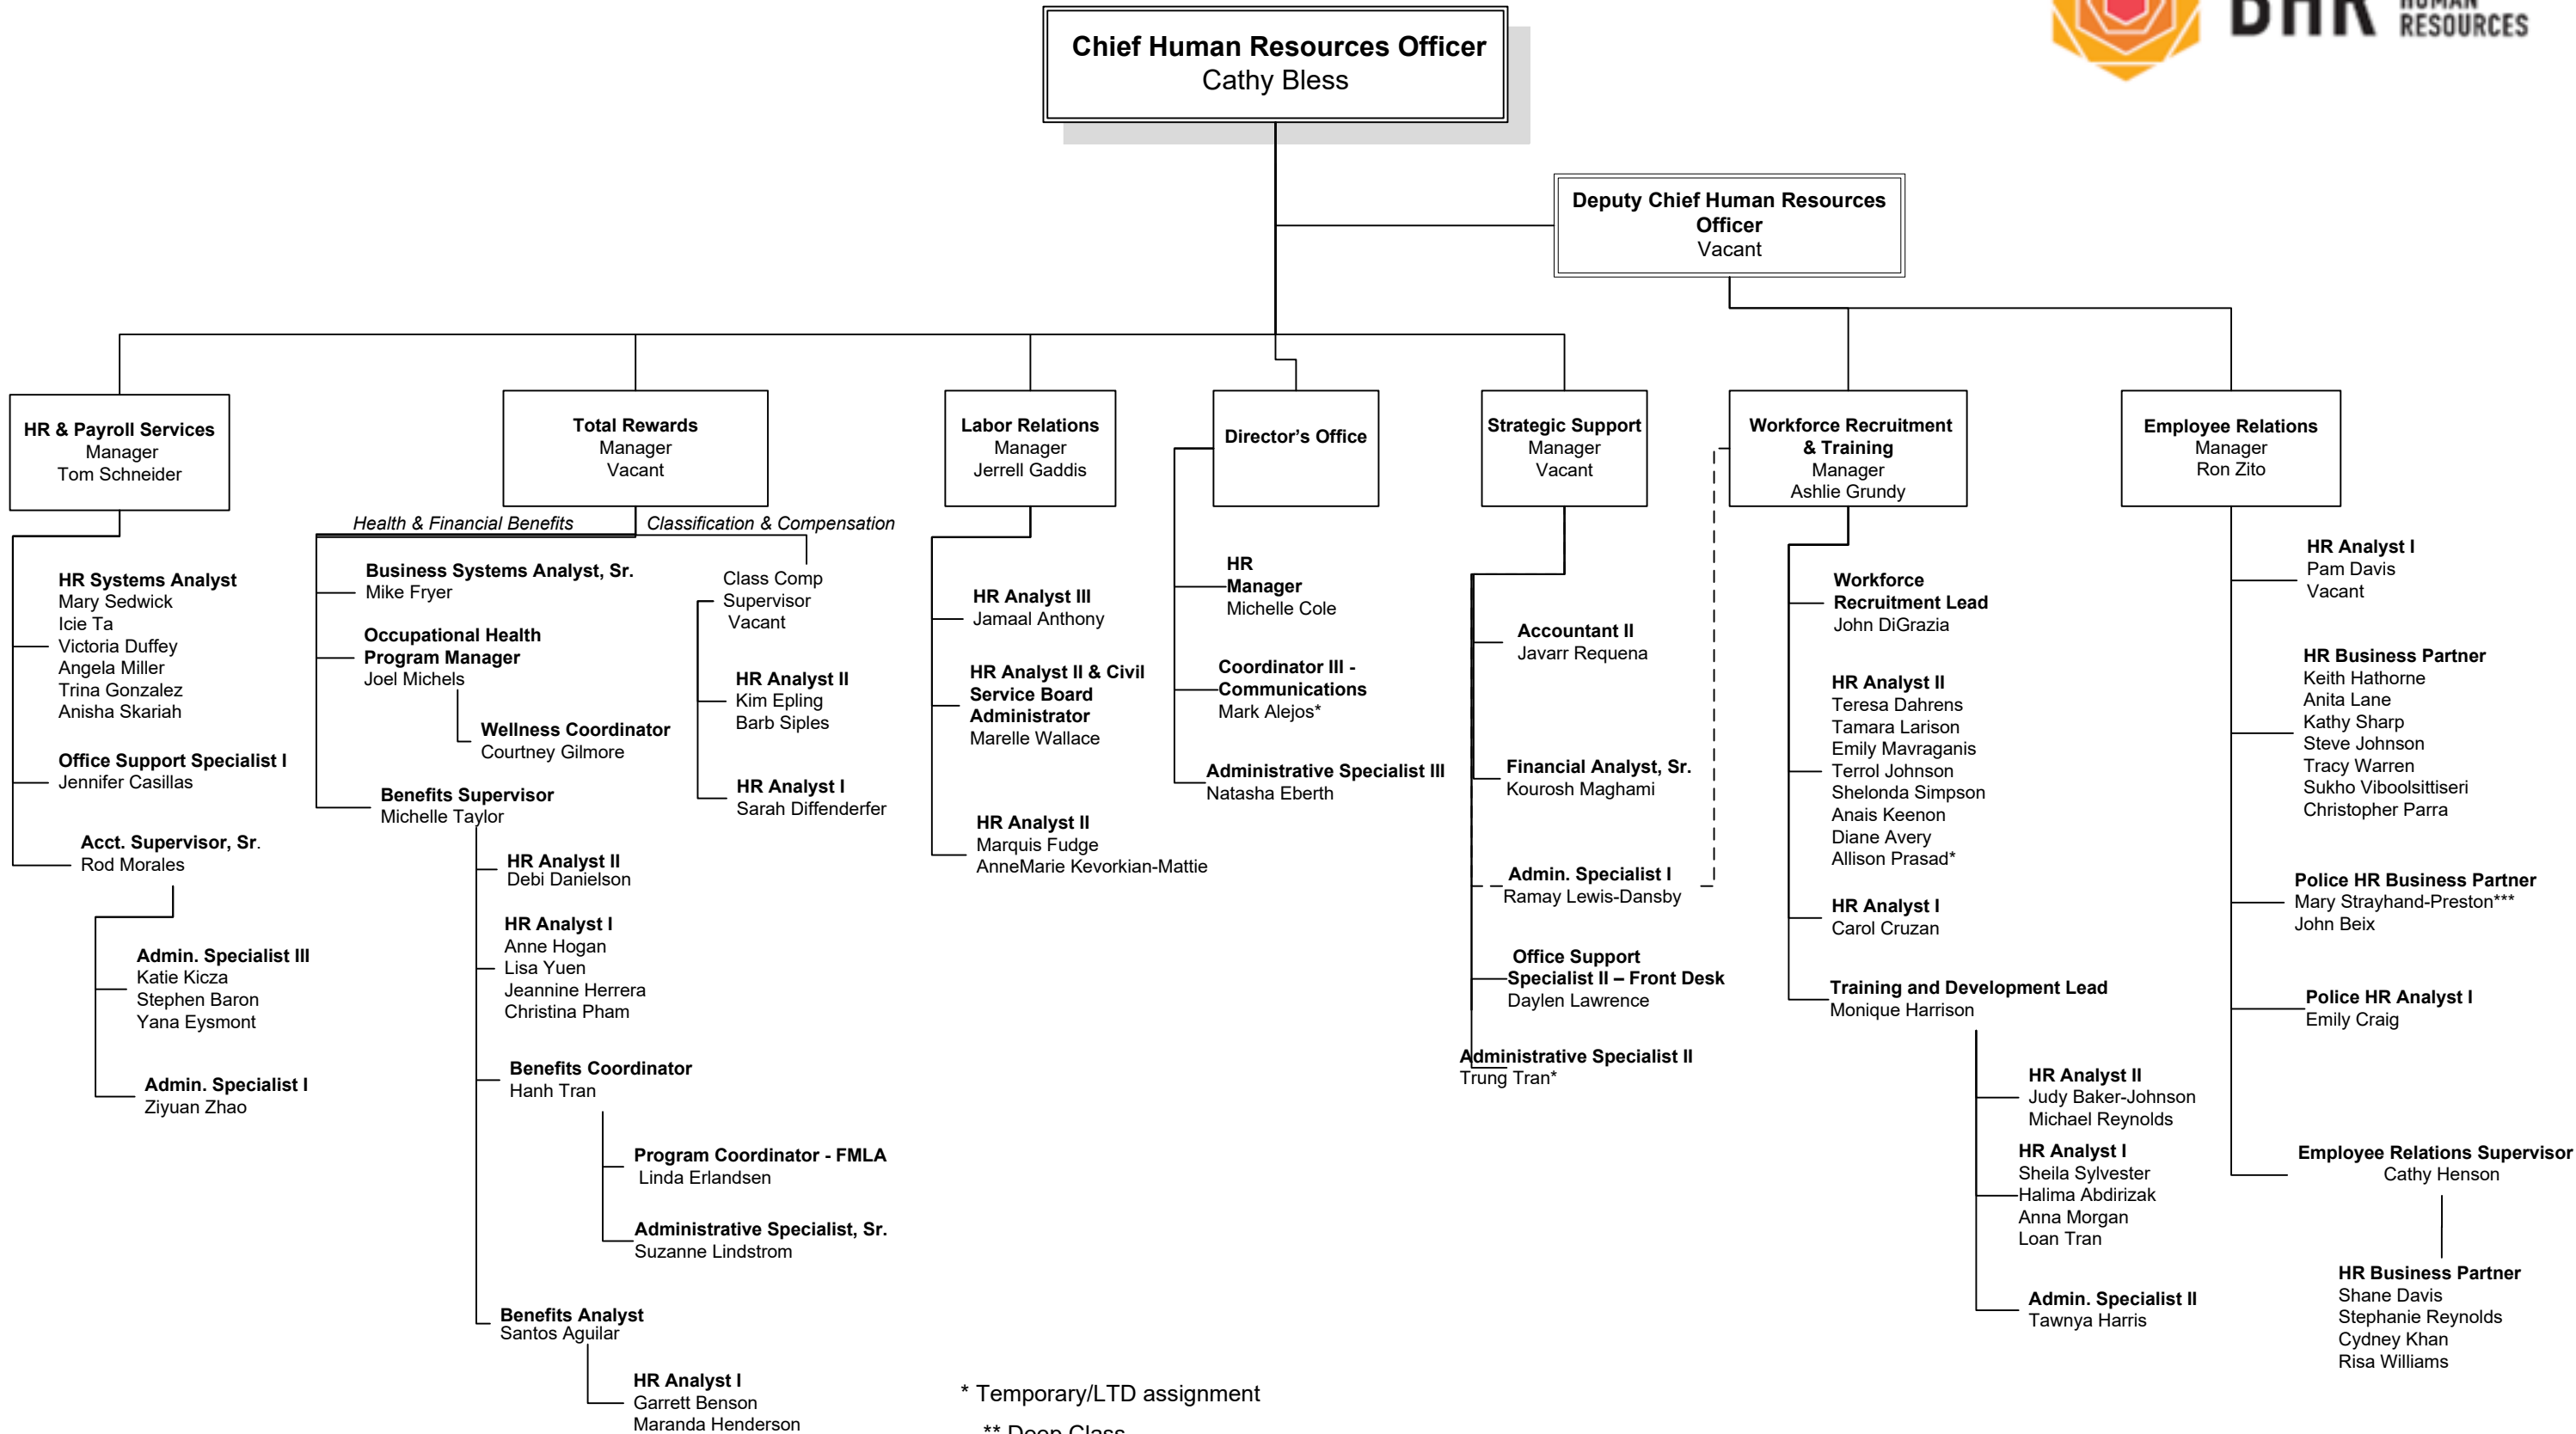 BHR
HUMAN
RESOURCES
Chief Human Resources Officer
Cathy Bless
Deputy Chief Human Resources
Officer
Vacant
HR & Payroll Services
Manager
Tom Schneider
HR Systems Analyst
Mary Sedwick
Icie Ta
Victoria Duffey
Angela Miller
Trina Gonzalez
Anisha Skariah
Office Support Specialist I
Jennifer Casillas
Acct. Supervisor, Sr.
Rod Morales
Admin. Specialist III
Katie Kicza
Stephen Baron
Yana Eysmont
Admin. Specialist I
Ziyuan Zhao
Total Rewards
Manager
Vacant
Health & Financial Benefits
Classification & Compensation
Business Systems Analyst, Sr.
Mike Fryer
Occupational Health
Program Manager
Joel Michels
Wellness Coordinator
Courtney Gilmore
Benefits Supervisor
Michelle Taylor
HR Analyst II
Debi Danielson
HR Analyst I
Anne Hogan
Lisa Yuen
Jeannine Herrera
Christina Pham
Benefits Coordinator
Hanh Tran
Program Coordinator - FMLA
Linda Erlandsen
Administrative Specialist, Sr.
Suzanne Lindstrom
Benefits Analyst
Santos Aguilar
HR Analyst I
Garrett Benson
Maranda Henderson
Class Comp
Supervisor
Vacant
HR Analyst II
Kim Epling
Barb Siples
HR Analyst I
Sarah Diffenderfer
Labor Relations
Manager
Jerrell Gaddis
HR Analyst III
Jamaal Anthony
HR Analyst II & Civil
Service Board
Administrator
Marelle Wallace
HR Analyst II
Marquis Fudge
AnneMarie Kevorkian-Mattie
Director’s Office
HR
Manager
Michelle Cole
Coordinator III -
Communications
Mark Alejos*
Administrative Specialist III
Natasha Eberth
Strategic Support
Manager
Vacant
Accountant II
Javarr Requena
Financial Analyst, Sr.
Kourosh Maghami
Admin. Specialist I
Ramay Lewis-Dansby
Office Support
Specialist II – Front Desk
Daylen Lawrence
Administrative Specialist II
Trung Tran*
Workforce Recruitment
& Training
Manager
Ashlie Grundy
Workforce
Recruitment Lead
John DiGrazia
HR Analyst II
Teresa Dahrens
Tamara Larison
Emily Mavraganis
Terrol Johnson
Shelonda Simpson
Anais Keenon
Diane Avery
Allison Prasad*
HR Analyst I
Carol Cruzan
Training and Development Lead
Monique Harrison
HR Analyst II
Judy Baker-Johnson
Michael Reynolds
HR Analyst I
Sheila Sylvester
Halima Abdirizak
Anna Morgan
Loan Tran
Admin. Specialist II
Tawnya Harris
Employee Relations
Manager
Ron Zito
HR Analyst I
Pam Davis
Vacant
HR Business Partner
Keith Hathorne
Anita Lane
Kathy Sharp
Steve Johnson
Tracy Warren
Sukho Viboolsittiseri
Christopher Parra
Police HR Business Partner
Mary Strayhand-Preston***
John Beix
Police HR Analyst I
Emily Craig
Employee Relations Supervisor
Cathy Henson
HR Business Partner
Shane Davis
Stephanie Reynolds
Cydney Khan
Risa Williams
* Temporary/LTD assignment
** Deep Class